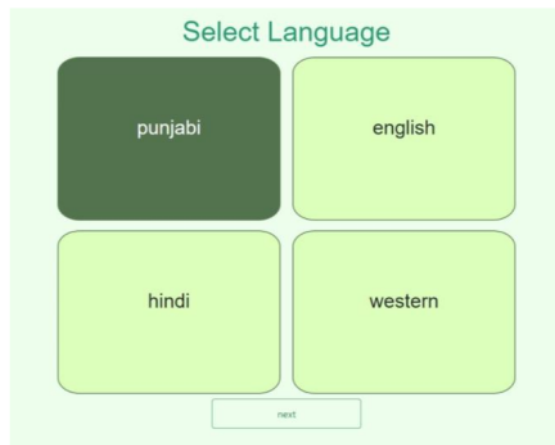 Select Language
punjabi
english
hindi
western
next